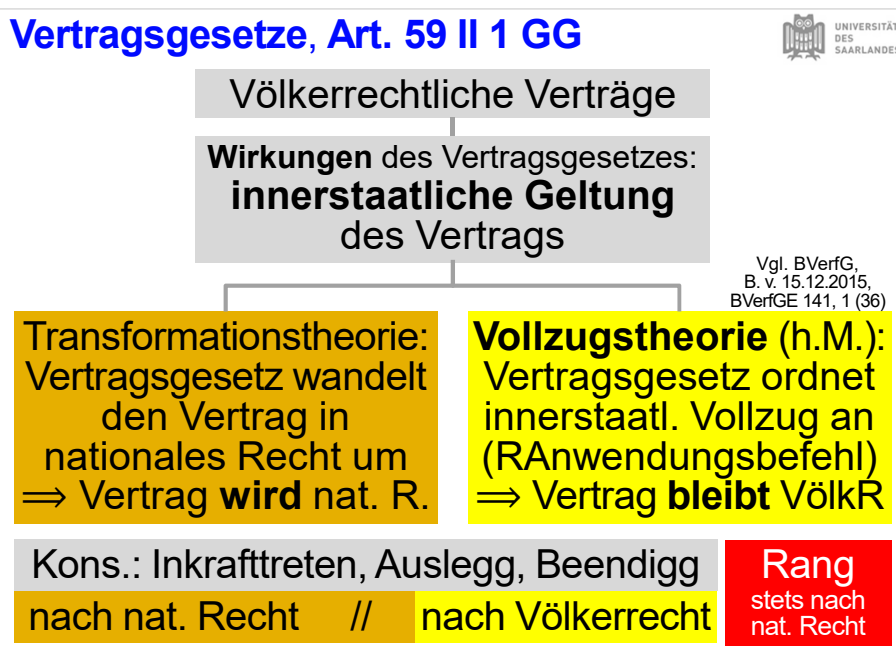 Vertragsgesetze, Art. 59 II 1 GG
UNIVERSITÄT
DES
SAARLANDES
Völkerrechtliche Verträge
Wirkungen des Vertragsgesetzes:
innerstaatliche Geltung
des Vertrags
Vgl. BVerfG,
B. v. 15.12.2015,
BVerfGE 141, 1 (36)
Transformationstheorie:
Vertragsgesetz wandelt
den Vertrag in
nationales Recht um
⟹ Vertrag wird nat. R.
Vollzugstheorie (h.M.):
Vertragsgesetz ordnet
innerstaatl. Vollzug an
(RAnwendungsbefehl)
⟹ Vertrag bleibt VölkR
Kons.: Inkrafttreten, Auslegg, Beendigg
nach nat. Recht // nach Völkerrecht
Rang
stets nach
nat. Recht